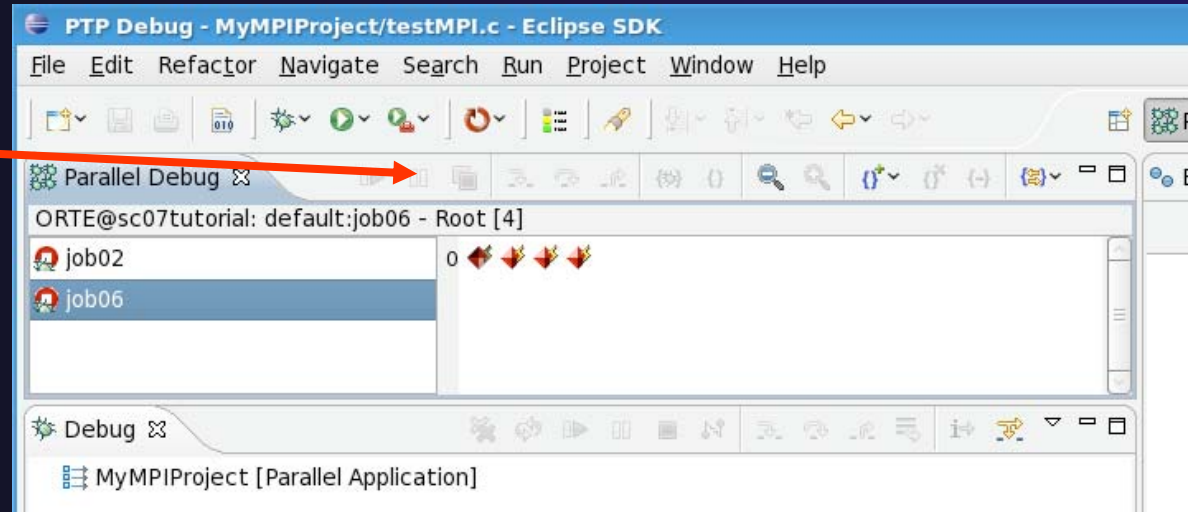 PTP Debug - MyMPIProject/testMPI.c - Eclipse SDK
File Edit Refactor Navigate Search Run Project Window Help
010
Parallel Debug
ORTE@sc07tutorial: default:job06 - Root [4]
job02
0
job06
Debug
MyMPIProject [Parallel Application]